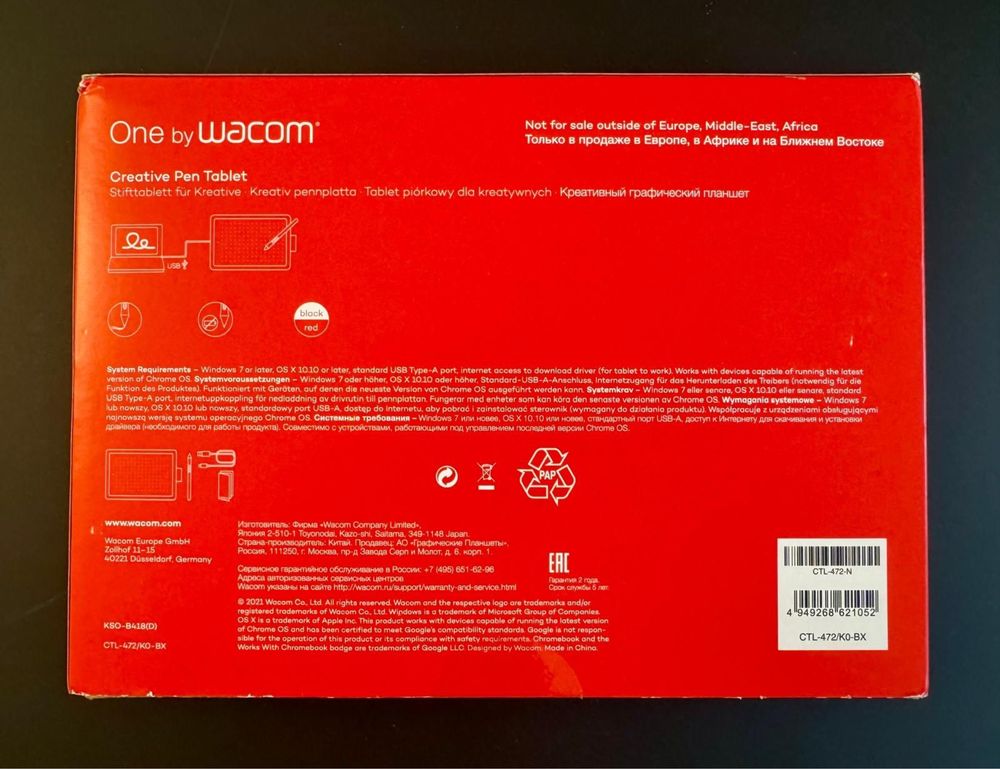 One by wacom®
Not for sale outside of Europe, Middle-East, Africa
Только в продаже в Европе, в Африке и на Ближнем Востоке
Creative Pen Tablet
Stifttablett für Kreative · Kreativ pennplatta · Tablet piórkowy dla kreatywnych · Креативный графический планшет
USB
black
red
System Requirements – Windows 7 or later, OS X 10.10 or later, standard USB Type-A port, internet access to download driver (for tablet to work). Works with devices capable of running the latest
version of Chrome OS. Systemvoraussetzungen – Windows 7 oder höher, OS X 10.10 oder höher, Standard-USB-A-Anschluss, Internetzugang für das Herunterladen des Treibers (notwendig für die
Funktion des Produktes). Funktioniert mit Geräten, auf denen die neueste Version von Chrome OS ausgeführt werden kann. Systemkrav – Windows 7 eller senare, OS X 10.10 eller senare, standard
USB Type-A port, internetuppkoppling för nedladdning av drivrutin till pennplattan. Fungerar med enheter som kan köra den senaste versionen av Chrome OS. Wymagania systemowe – Windows 7
lub nowszy, OS X 10.10 lub nowszy, standardowy port USB-A, dostęp do Internetu, aby pobrać i zainstalować sterownik (wymagany do działania produktu). Współpracuje z urządzeniami obsługującymi
najnowszą wersję systemu operacyjnego Chrome OS. Системные требования – Windows 7 или новее, OS X 10.10 или новее, стандартный порт USB-A, доступ к Интернету для скачивания и установки
драйвера (необходимого для работы продукта). Совместимо с устройствами, работающими под управлением последней версии Chrome OS.
PAP
www.wacom.com
Wacom Europe GmbH
Zollhof 11–15
40221 Düsseldorf, Germany
KSO-B418(D)
CTL-472/K0-BX
Изготовитель: Фирма «Wacom Company Limited».
Япония 2-510-1 Toyonodai, Kazo-shi, Saitama, 349-1148 Japan.
Страна-производитель: Китай. Продавец: АО «Графические Планшеты».
Россия, 111250, г. Москва, пр-д Завода Серп и Молот, д. 6, корп. 1.
Сервисное гарантийное обслуживание в России: +7 (495) 651-62-96
Адреса авторизованных сервисных центров
Wacom указаны на сайте http://wacom.ru/support/warranty-and-service.html
EAC
Гарантия 2 года.
Срок службы 5 лет.
© 2021 Wacom Co., Ltd. All rights reserved. Wacom and the respective logo are trademarks and/or
registered trademarks of Wacom Co., Ltd. Windows is a trademark of Microsoft Group of Companies.
OS X is a trademark of Apple Inc. This product works with devices capable of running the latest version
of Chrome OS and has been certified to meet Google's compatibility standards. Google is not respon-
sible for the operation of this product or its compliance with safety requirements. Chromebook and the
Works With Chromebook badge are trademarks of Google LLC. Designed by Wacom. Made in China.
CTL-472-N
4 949268 621052
CTL-472/K0-BX